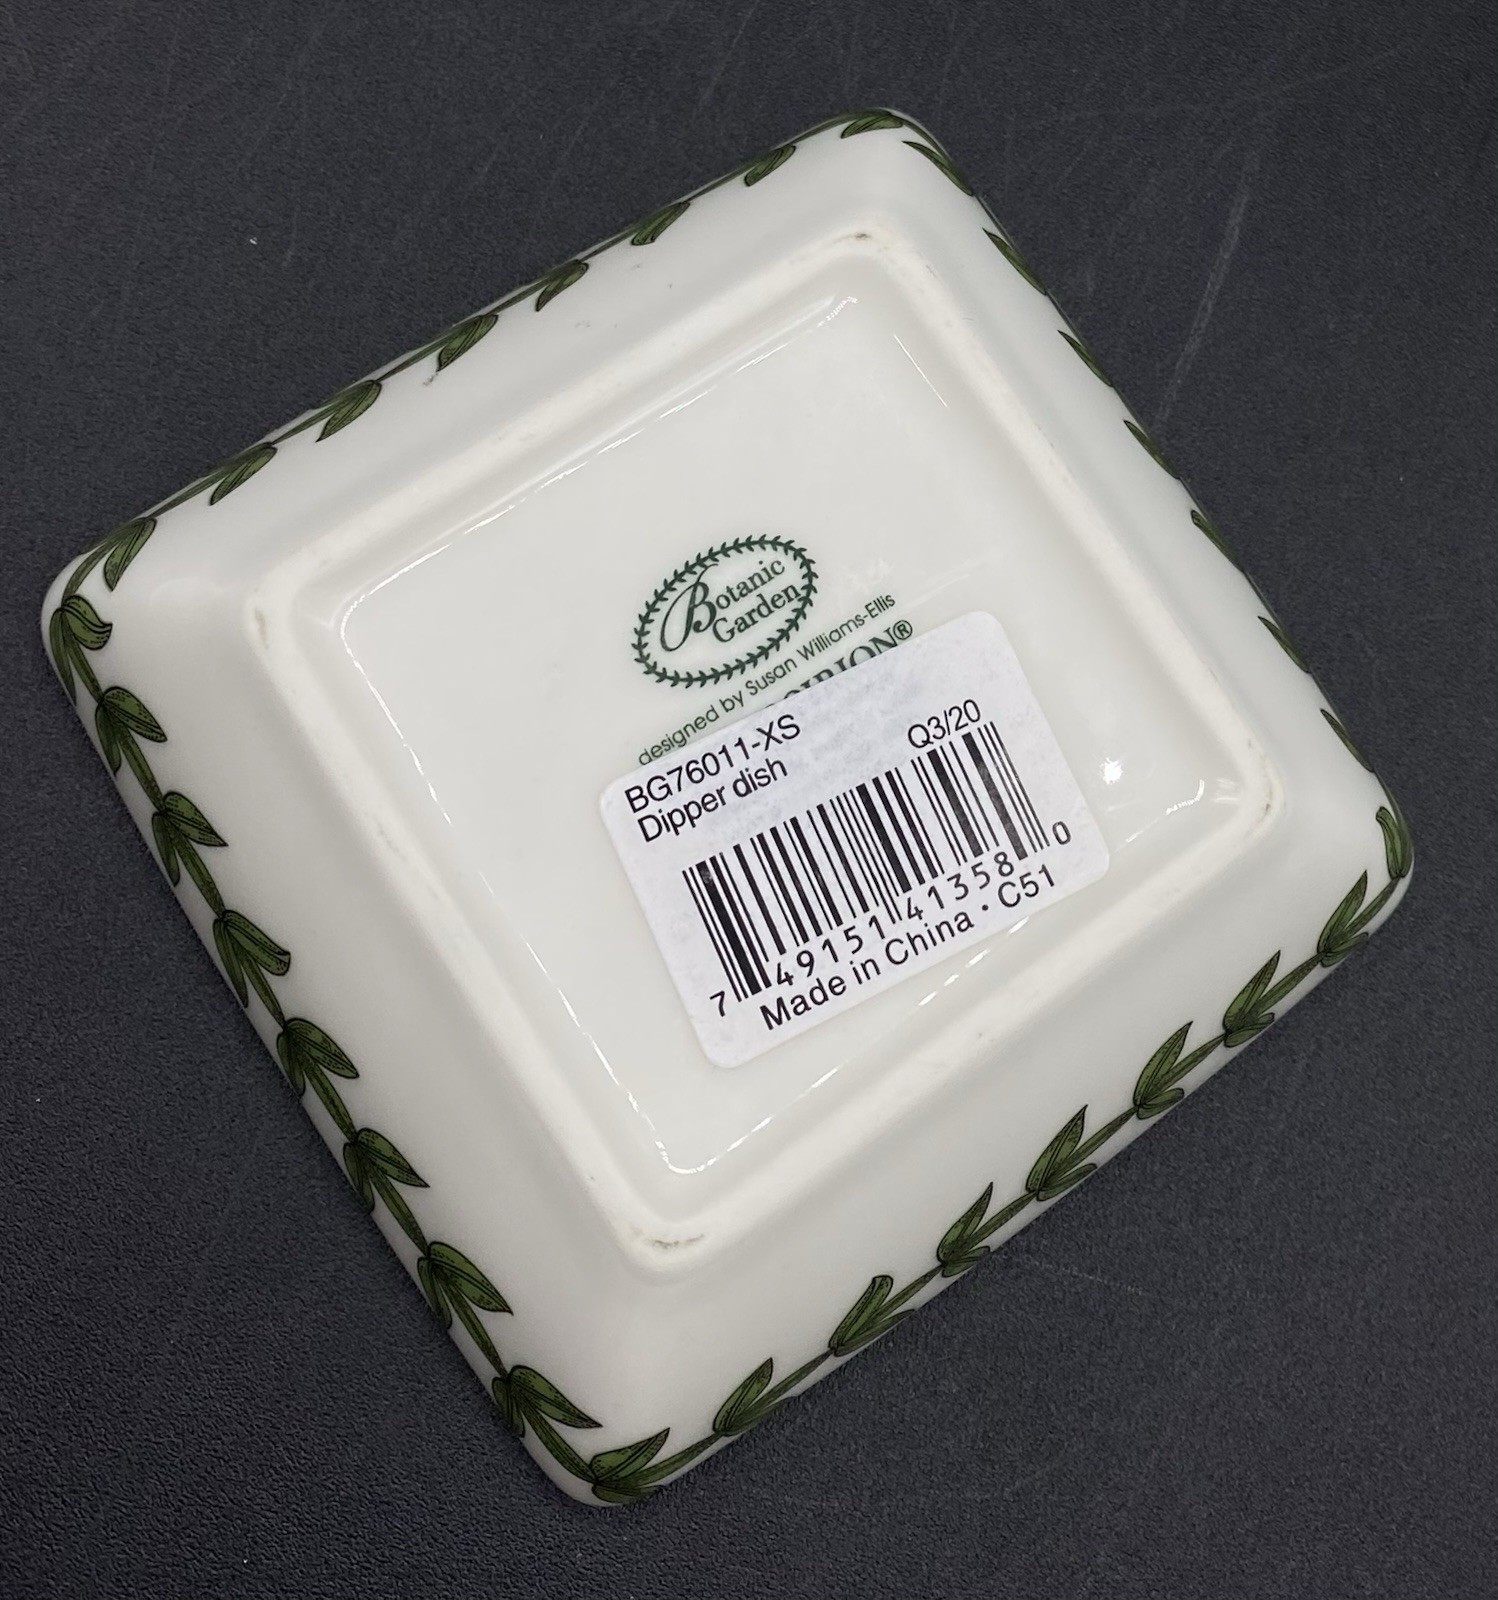 Botanic
Garden
designed by Susan Williams-Ellis
BG76011-XS Q3/20
Dipper dish
7 49151 41358 0
Made in China · C51